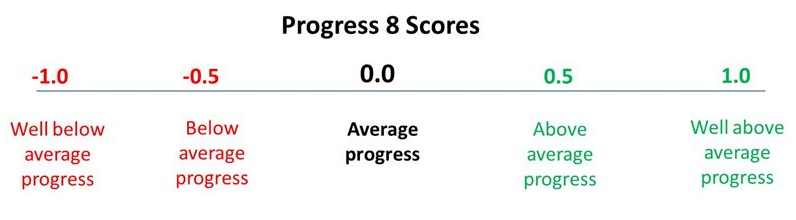 Progress 8 Scores
-1.0 -0.5 0.0 0.5 1.0
Well below Below Average Above Well above
average average progress average average
progress progress progress progress